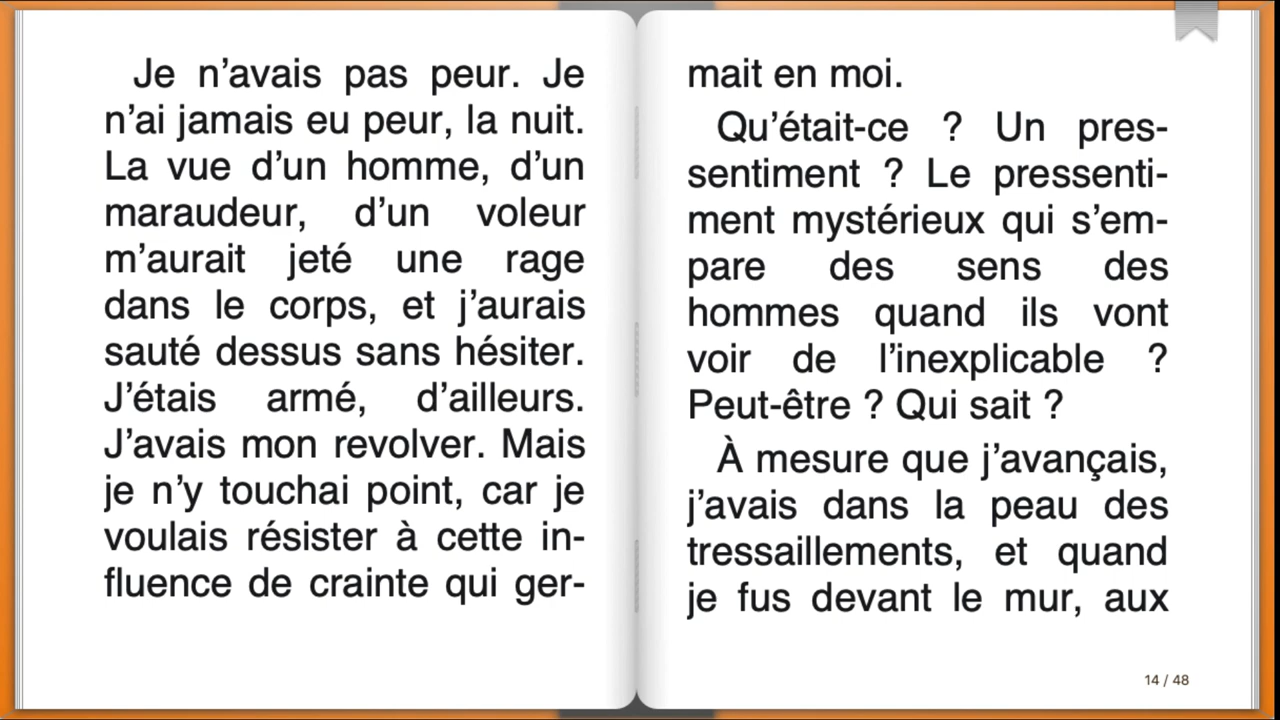 Je n’avais pas peur. Je
n’ai jamais eu peur, la nuit.
La vue d’un homme, d’un
maraudeur, d’un voleur
m’aurait jeté une rage
dans le corps, et j’aurais
sauté dessus sans hésiter.
J’étais armé, d’ailleurs.
J’avais mon revolver. Mais
je n’y touchai point, car je
voulais résister à cette in-
fluence de crainte qui ger-
mait en moi.
Qu’était-ce ? Un pres-
sentiment ? Le pressenti-
ment mystérieux qui s’em-
pare des sens des
hommes quand ils vont
voir de l’inexplicable ?
Peut-être ? Qui sait ?
À mesure que j’avançais,
j’avais dans la peau des
tressaillements, et quand
je fus devant le mur, aux
14 / 48